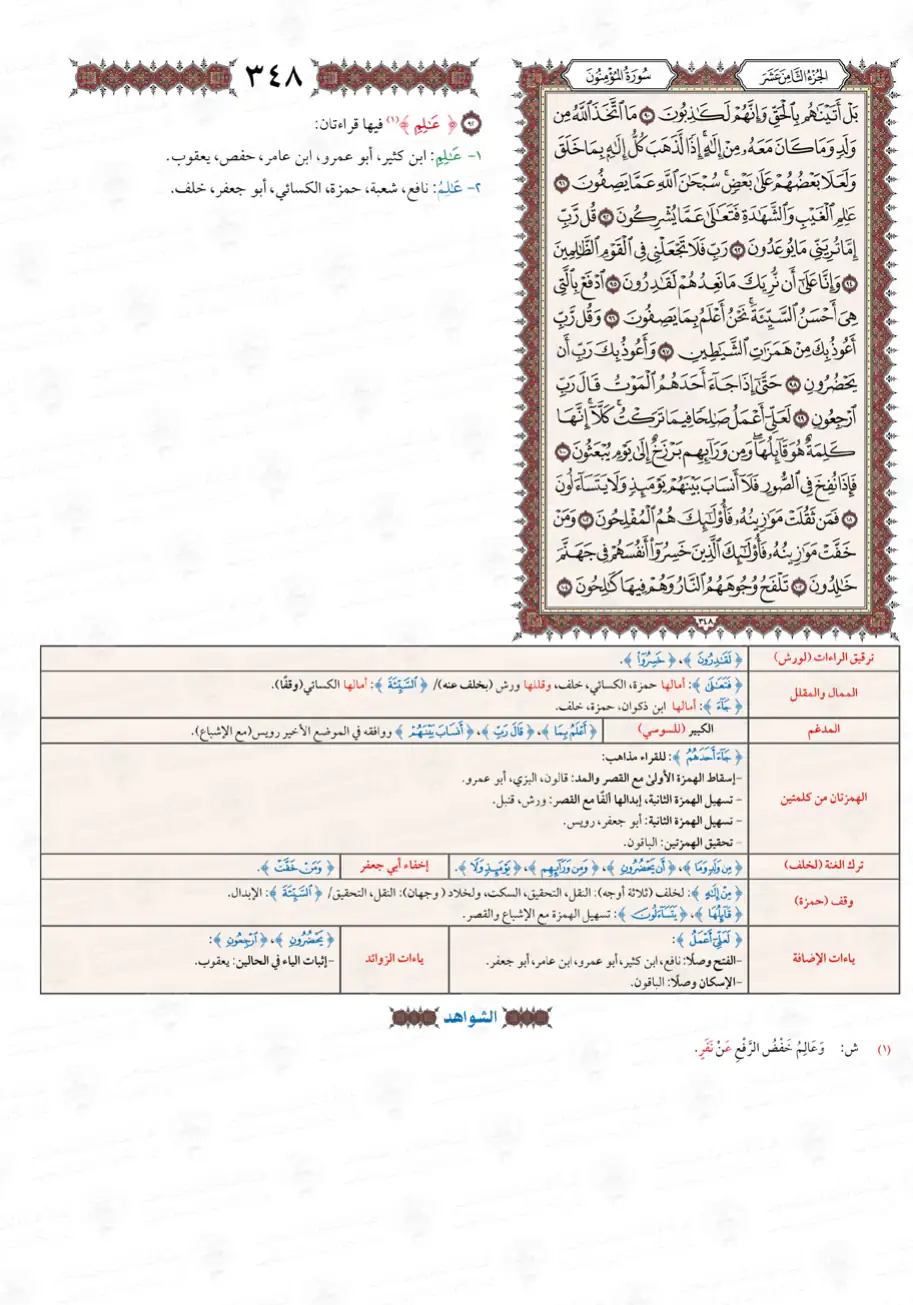 الجُزْءُ الثَّامِنَ عَشَرَ
سُورَةُ المُؤْمِنُونَ
بَلْ أَتَيْنَٰهُم بِٱلْحَقِّ وَإِنَّهُمْ لَكَٰذِبُونَ ٩٠ مَا ٱتَّخَذَ ٱللَّهُ مِن
وَلَدٍ وَمَا كَانَ مَعَهُۥ مِنْ إِلَٰهٍ ۚ إِذًا لَّذَهَبَ كُلُّ إِلَٰهٍۭ بِمَا خَلَقَ
وَلَعَلَا بَعْضُهُمْ عَلَىٰ بَعْضٍ ۚ سُبْحَٰنَ ٱللَّهِ عَمَّا يَصِفُونَ ٩١
عَٰلِمِ ٱلْغَيْبِ وَٱلشَّهَٰدَةِ فَتَعَٰلَىٰ عَمَّا يُشْرِكُونَ ٩٢ قُل رَّبِّ
إِمَّا تُرِيَنِّى مَا يُوعَدُونَ ٩٣ رَبِّ فَلَا تَجْعَلْنِى فِى ٱلْقَوْمِ ٱلظَّٰلِمِينَ
٩٤ وَإِنَّا عَلَىٰٓ أَن نُّرِيَكَ مَا نَعِدُهُمْ لَقَٰدِرُونَ ٩٥ ٱدْفَعْ بِٱلَّتِى
هِىَ أَحْسَنُ ٱلسَّيِّئَةَ ۚ نَحْنُ أَعْلَمُ بِمَا يَصِفُونَ ٩٦ وَقُل رَّبِّ
أَعُوذُ بِكَ مِنْ هَمَزَٰتِ ٱلشَّيَٰطِينِ ٩٧ وَأَعُوذُ بِكَ رَبِّ أَن
يَحْضُرُونِ ٩٨ حَتَّىٰٓ إِذَا جَآءَ أَحَدَهُمُ ٱلْمَوْتُ قَالَ رَبِّ
ٱرْجِعُونِ ٩٩ لَعَلِّىٓ أَعْمَلُ صَٰلِحًا فِيمَا تَرَكْتُ ۚ كَلَّآ ۚ إِنَّهَا
كَلِمَةٌ هُوَ قَآئِلُهَا ۖ وَمِن وَرَآئِهِم بَرْزَخٌ إِلَىٰ يَوْمِ يُبْعَثُونَ ١٠٠
فَإِذَا نُفِخَ فِى ٱلصُّورِ فَلَآ أَنسَابَ بَيْنَهُمْ يَوْمَئِذٍ وَلَا يَتَسَآءَلُونَ
١٠١ فَمَن ثَقُلَتْ مَوَٰزِينُهُۥ فَأُو۟لَٰٓئِكَ هُمُ ٱلْمُفْلِحُونَ ١٠٢ وَمَنْ
خَفَّتْ مَوَٰزِينُهُۥ فَأُو۟لَٰٓئِكَ ٱلَّذِينَ خَسِرُوٓا۟ أَنفُسَهُمْ فِى جَهَنَّمَ
خَٰلِدُونَ ١٠٣ تَلْفَحُ وُجُوهَهُمُ ٱلنَّارُ وَهُمْ فِيهَا كَٰلِحُونَ ١٠٤
٣٤٨
٣٤٨
٩٢ ﴿ عَٰلِمِ ﴾(١) فيها قراءتان:
١- عَٰلِمِ: ابن كثير، أبو عمرو، ابن عامر، حفص، يعقوب.
٢- عَٰلِمُ: نافع، شعبة، حمزة، الكسائي، أبو جعفر، خلف.
ترقيق الراءات (لورش) ﴿ لَقَٰدِرُونَ ﴾، ﴿ خَسِرُوٓا۟ ﴾.
الممال والمقلل ﴿ فَتَعَٰلَىٰ ﴾: أمالها حمزة، الكسائي، خلف، وقللها ورش (بخلف عنه)/ ﴿ ٱلسَّيِّئَةَ ﴾: أمالها الكسائي(وقفًا).
﴿ جَآءَ ﴾: أمالها ابن ذكوان، حمزة، خلف.
المدغم الكبير (للسوسي) ﴿ أَعْلَمُ بِمَا ﴾، ﴿ قَالَ رَبِّ ﴾، ﴿ أَنسَابَ بَيْنَهُمْ ﴾ ووافقه في الموضع الأخير رويس(مع الإشباع).
الهمزتان من كلمتين ﴿ جَآءَ أَحَدَهُمُ ﴾: للقراء مذاهب:
-إسقاط الهمزة الأولىٰ مع القصر والمد: قالون، البزي، أبو عمرو.
- تسهيل الهمزة الثانية، إبدالها ألفًا مع القصر: ورش، قنبل.
- تسهيل الهمزة الثانية: أبو جعفر، رويس.
- تحقيق الهمزتين: الباقون.
ترك الغنة (لخلف) ﴿ مِن وَلَدٍ وَمَا ﴾، ﴿ أَن يَحْضُرُونِ ﴾، ﴿ وَمِن وَرَآئِهِم ﴾، ﴿ يَوْمَئِذٍ وَلَا ﴾. إخفاء أبي جعفر ﴿ وَمَنْ خَفَّتْ ﴾.
وقف (حمزة) ﴿ مِنْ إِلَٰهٍ ﴾: لخلف (ثلاثة أوجه): النقل، التحقيق، السكت، ولخلاد (وجهان): النقل، التحقيق/ ﴿ ٱلسَّيِّئَةَ ﴾: الإبدال.
﴿ قَآئِلُهَا ﴾، ﴿ يَتَسَآءَلُونَ ﴾: تسهيل الهمزة مع الإشباع والقصر.
ياءات الإضافة ﴿ لَعَلِّىٓ أَعْمَلُ ﴾:
-الفتح وصلًا: نافع، ابن كثير، أبو عمرو، ابن عامر، أبو جعفر.
-الإسكان وصلًا: الباقون.
ياءات الزوائد ﴿ يَحْضُرُونِ ﴾، ﴿ ٱرْجِعُونِ ﴾:
-إثبات الياء في الحالين: يعقوب.
الشواهد
(١) ش: وَعَالِمُ خَفْضُ الرَّفْعِ عَنْ نَفَرٍ.